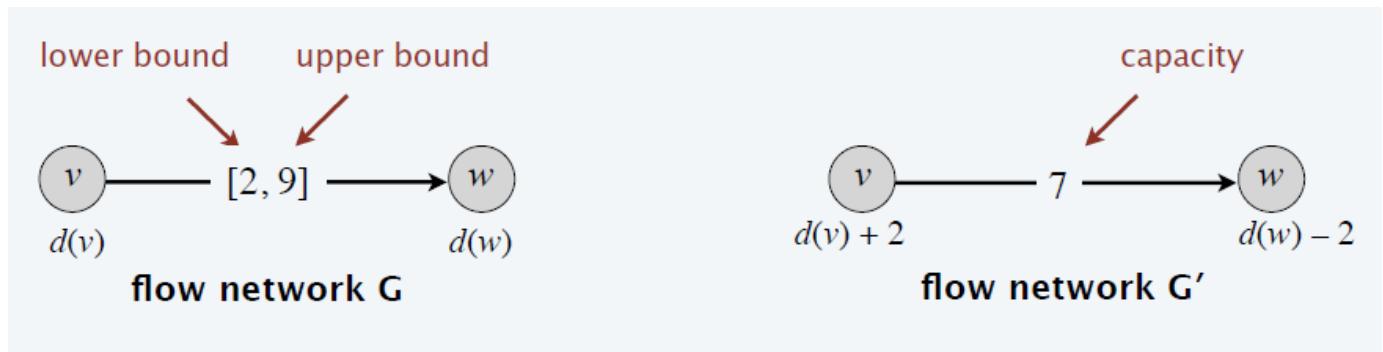 lower bound upper bound capacity
v [2, 9] w v 7 w
d(v) d(w) d(v) + 2 d(w) – 2
flow network G flow network G′